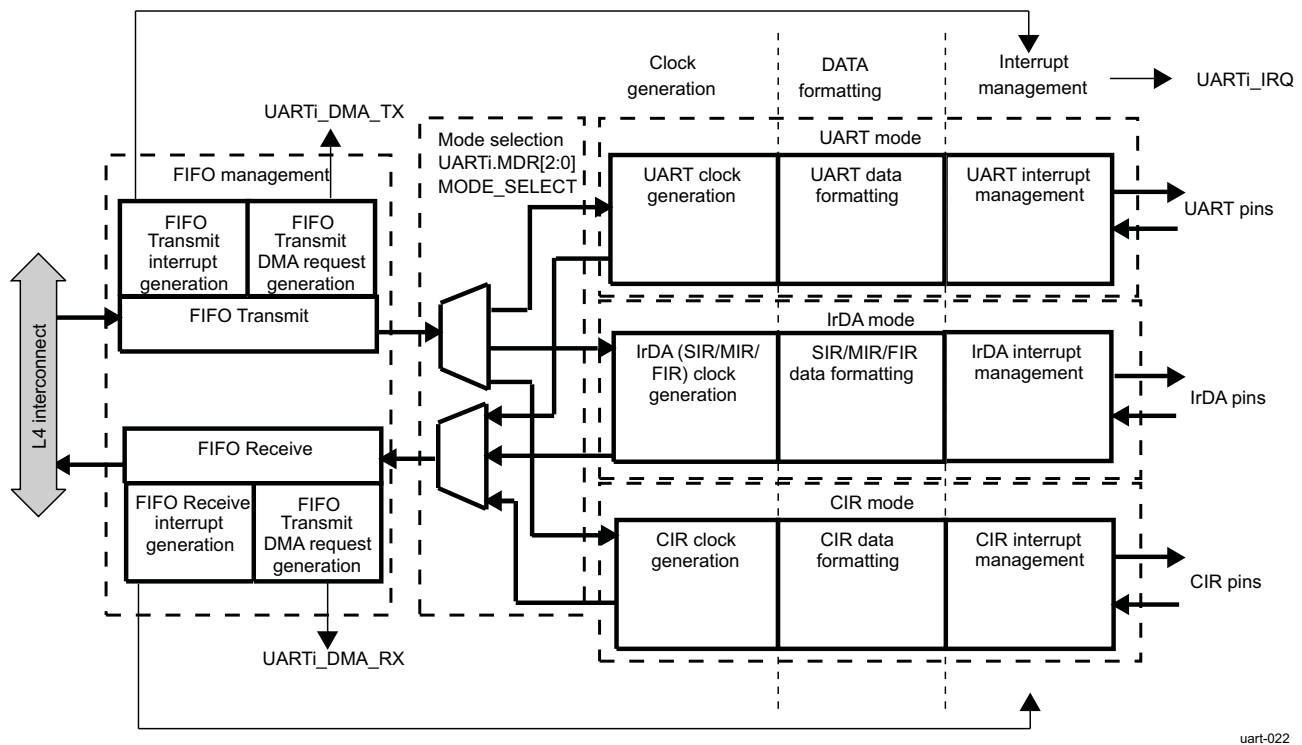 Clock
generation
DATA
formatting
Interrupt
management
UARTi_IRQ
UARTi_DMA_TX
Mode selection
UARTi.MDR[2:0]
MODE_SELECT
FIFO management
FIFO
Transmit
interrupt
generation
FIFO
Transmit
DMA request
generation
FIFO Transmit
L4 interconnect
FIFO Receive
FIFO Receive
interrupt
generation
FIFO
Transmit
DMA request
generation
UARTi_DMA_RX
UART mode
UART clock
generation
UART data
formatting
UART interrupt
management
UART pins
IrDA mode
IrDA (SIR/MIR/
FIR) clock
generation
SIR/MIR/FIR
data formatting
IrDA interrupt
management
IrDA pins
CIR mode
CIR clock
generation
CIR data
formatting
CIR interrupt
management
CIR pins
uart-022